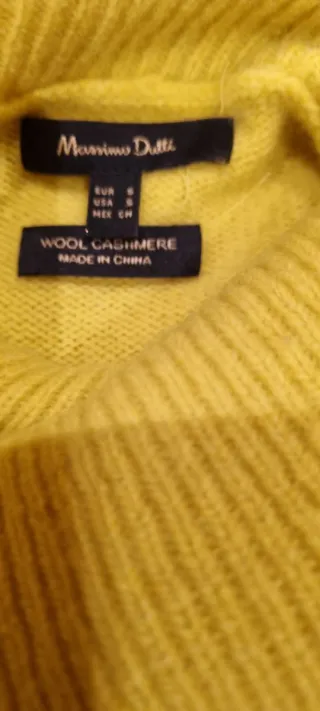 Massimo Dutti
EUR S
USA S
MEX CH
WOOL CASHMERE
MADE IN CHINA